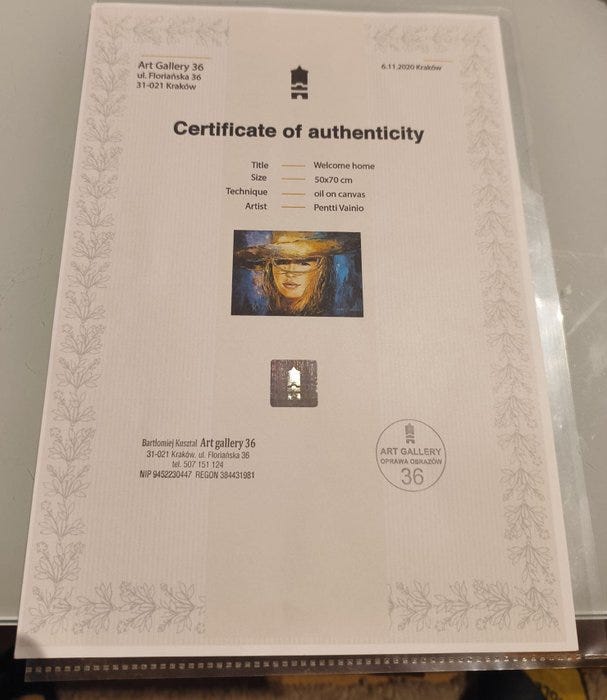 Art Gallery 36
ul. Floriańska 36
31-021 Kraków
6.11.2020 Kraków
Certificate of authenticity
Title Welcome home
Size 50x70 cm
Technique oil on canvas
Artist Pentti Vainio
Bartłomiej Kusztal Art gallery 36
31-021 Kraków, ul. Floriańska 36
tel. 507 151 124
NIP 9452230447 REGON 384431981
ART GALLERY
OPRAWA OBRAZÓW
36